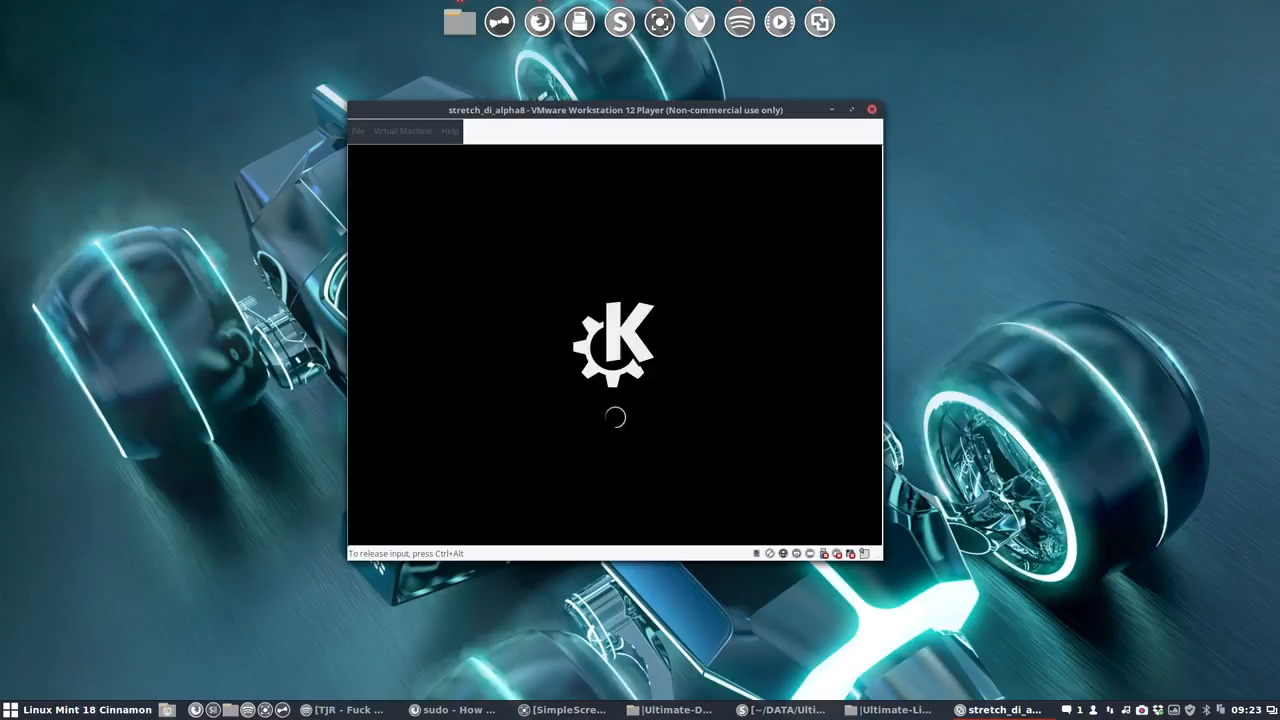 stretch_di_alpha8 - VMware Workstation 12 Player (Non-commercial use only)
File Virtual Machine Help
K
To release input, press Ctrl+Alt
Linux Mint 18 Cinnamon [TJR - Fuck ... sudo - How ... [SimpleScre... |Ultimate-D... [~/DATA/Ulti... |Ultimate-Li... stretch_di_a... 1 09:23